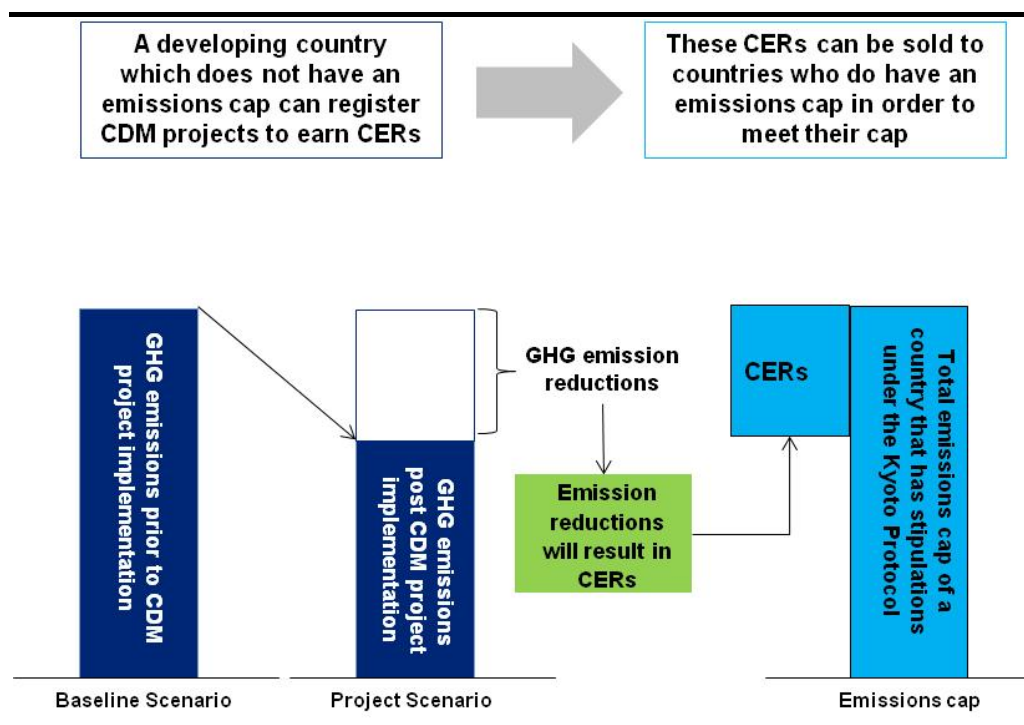 A developing country
which does not have an
emissions cap can register
CDM projects to earn CERs
These CERs can be sold to
countries who do have an
emissions cap in order to
meet their cap
GHG emissions prior to CDM
project implementation
GHG emissions
post CDM project
implementation
GHG emission
reductions
Emission
reductions
will result in
CERs
CERs
Total emissions cap of a
country that has stipulations
under the Kyoto Protocol
Baseline Scenario
Project Scenario
Emissions cap